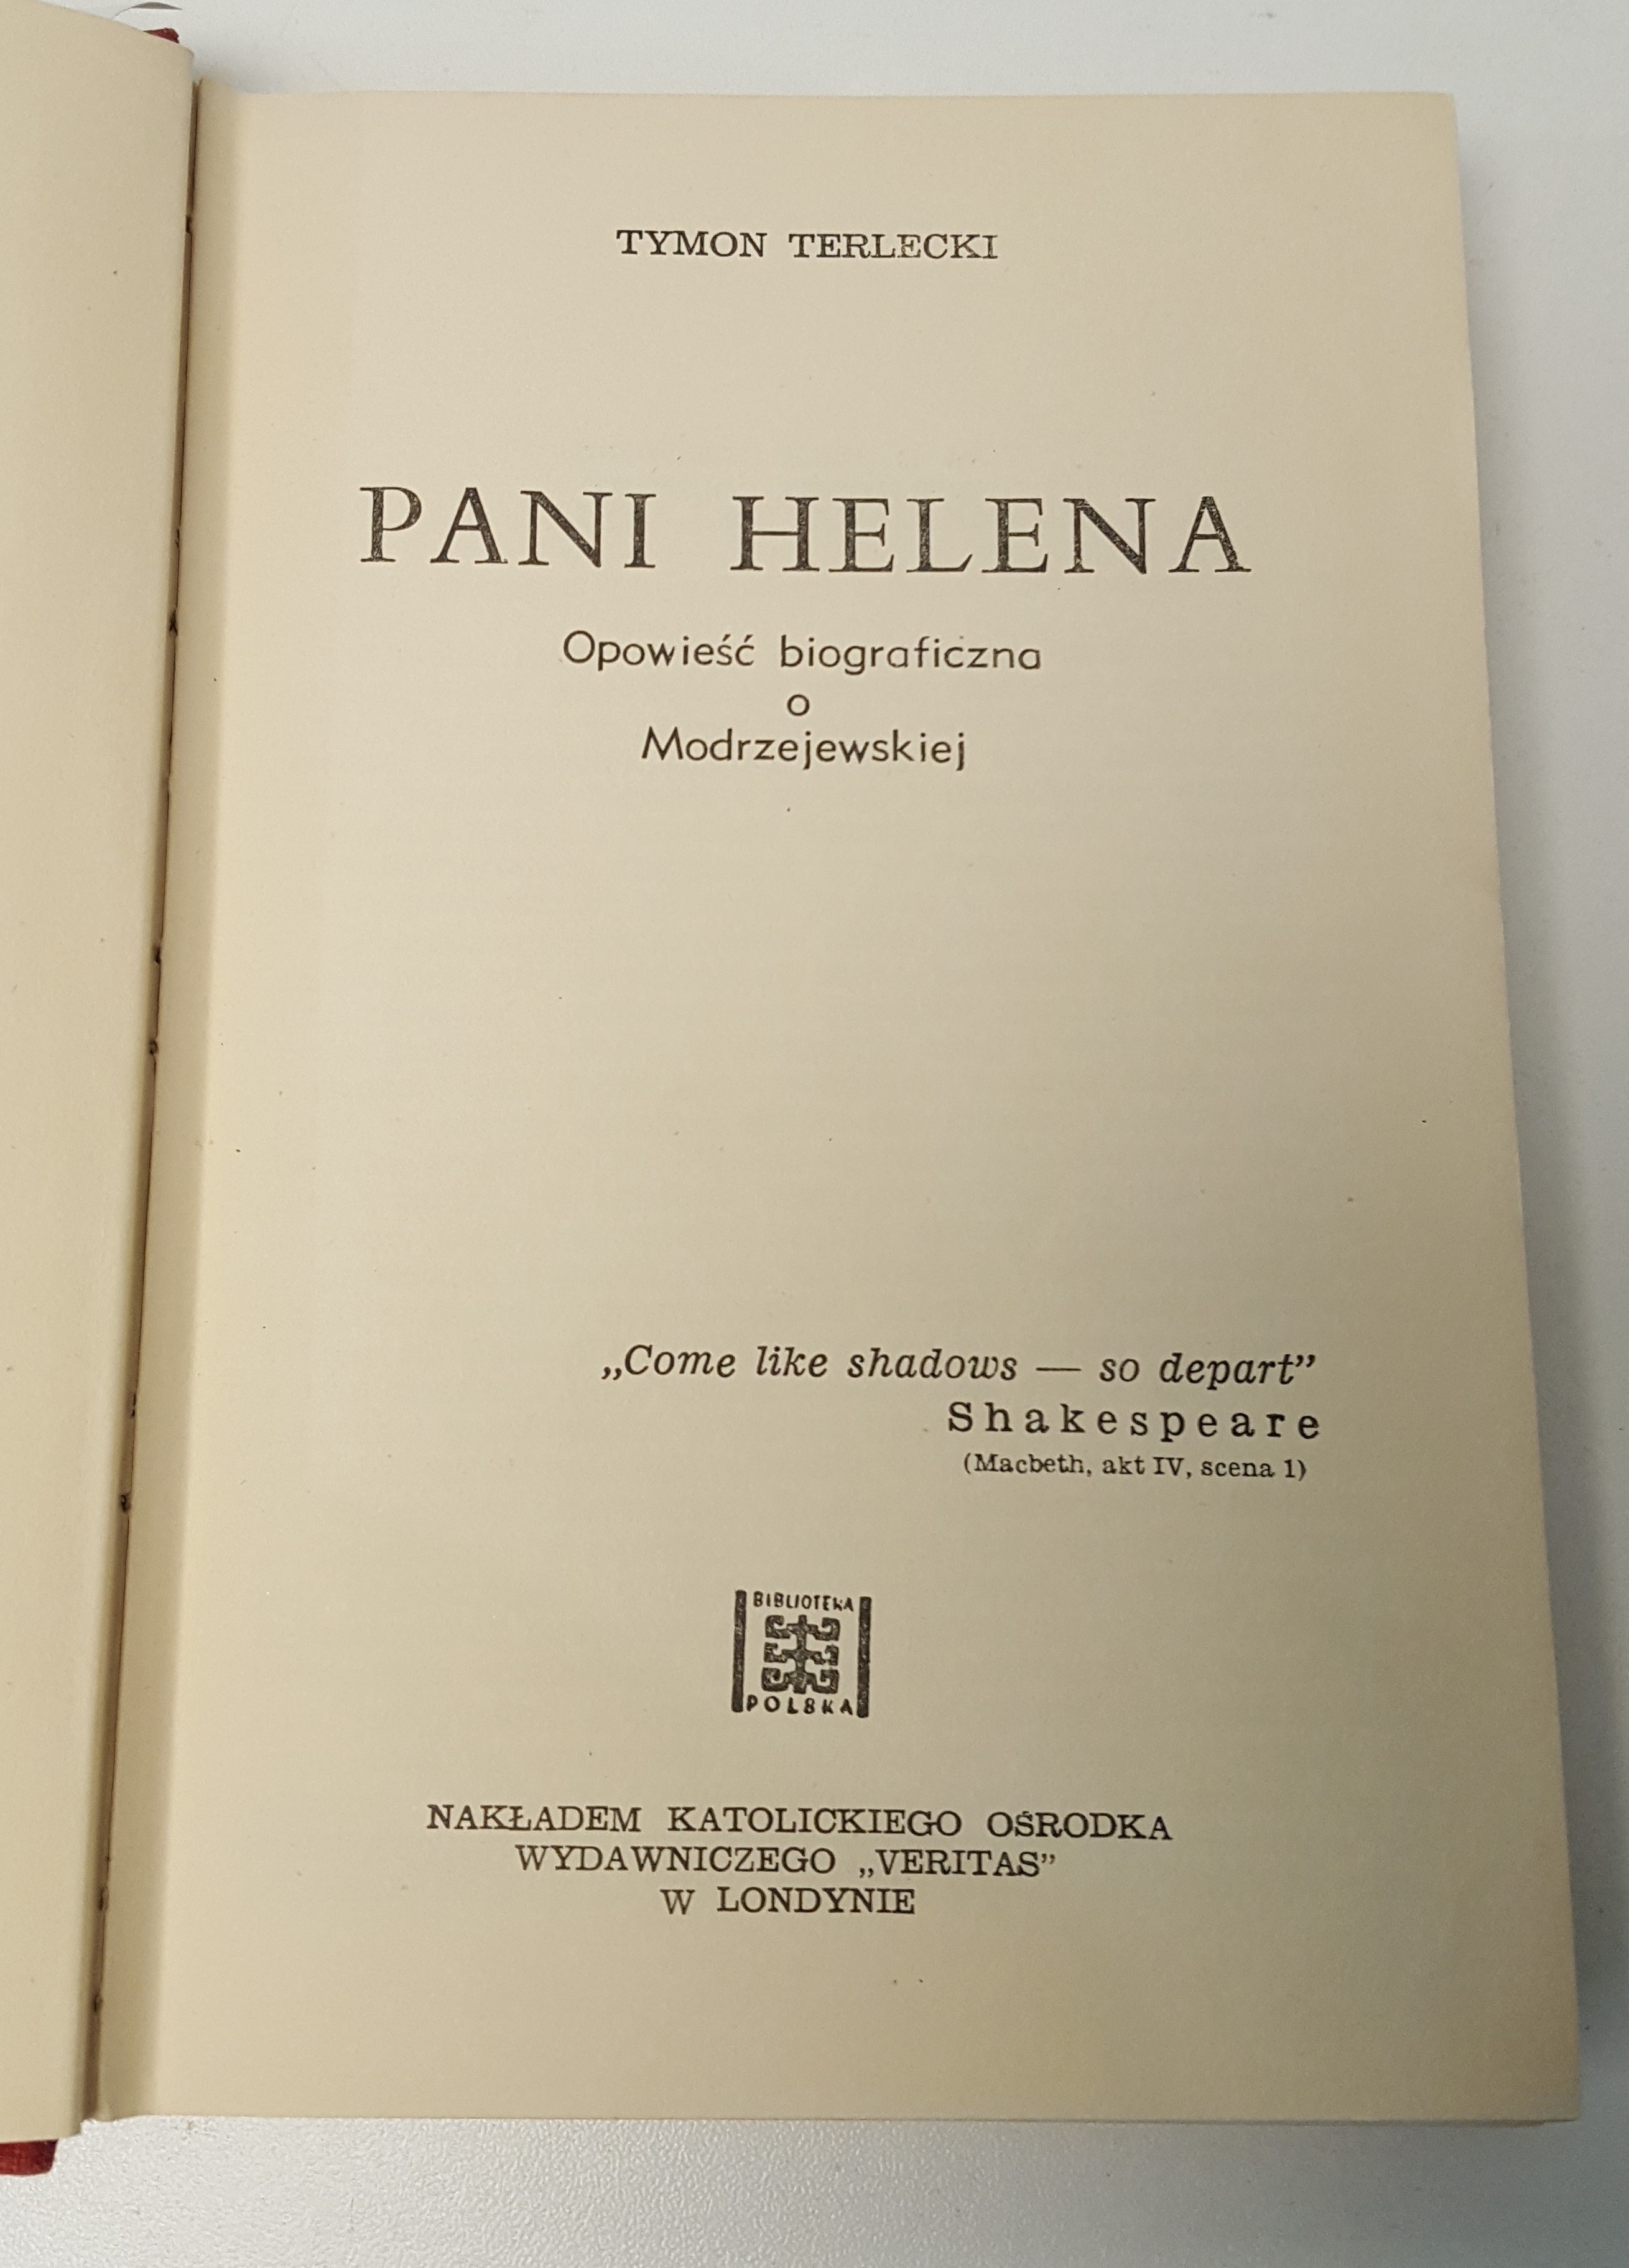 TYMON TERLECKI
PANI HELENA
Opowieść biograficzna
o
Modrzejewskiej
„Come like shadows — so depart”
Shakespeare
(Macbeth, akt IV, scena 1)
BIBLIOTEKA
POLSKA
NAKŁADEM KATOLICKIEGO OŚRODKA
WYDAWNICZEGO „VERITAS”
W LONDYNIE